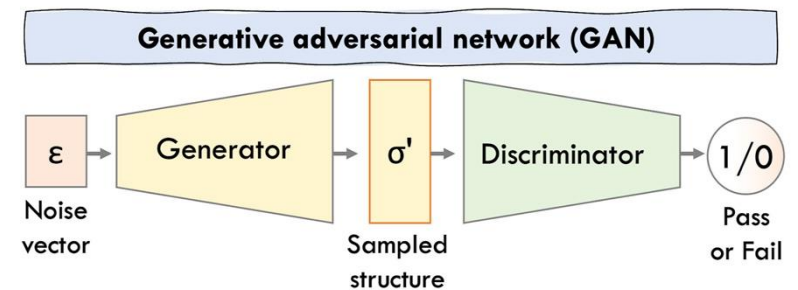 Generative adversarial network (GAN)
ε
Generator
σ'
Discriminator
1/0
Noise
vector
Sampled
structure
Pass
or Fail